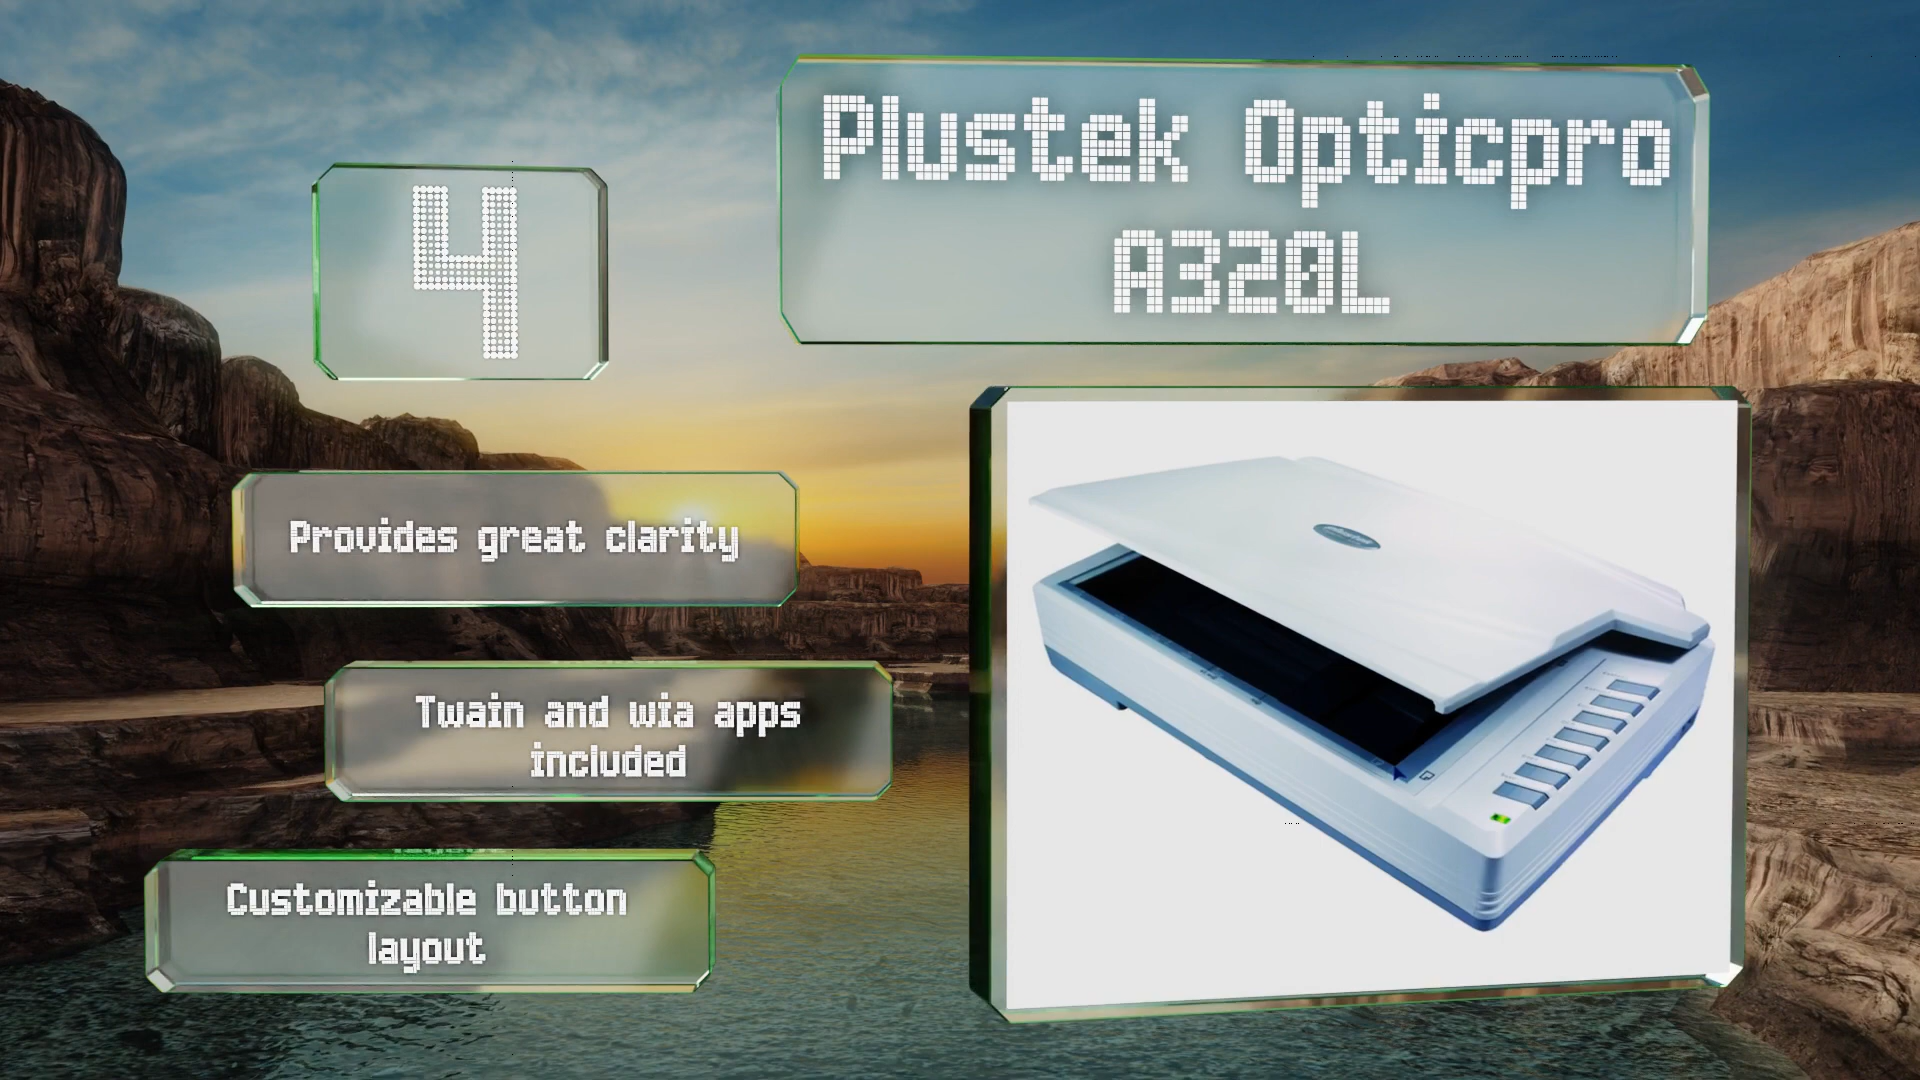 4
Plustek Opticpro
A320L
Provides great clarity
Twain and wia apps
included
Customizable button
layout